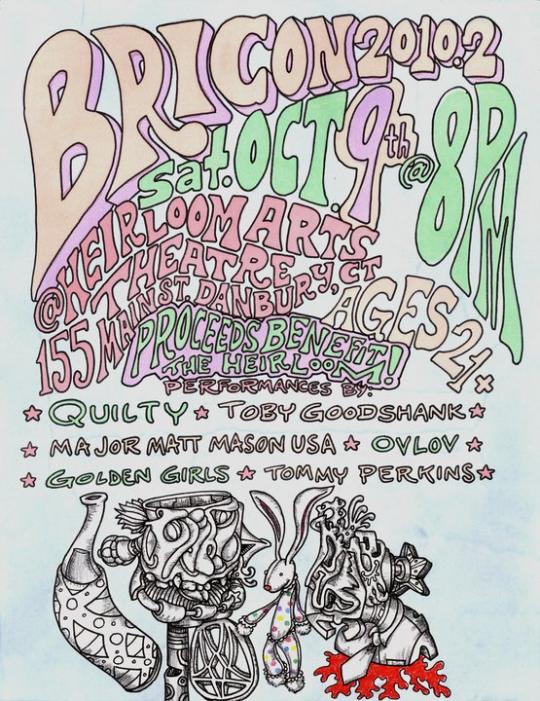 BRICON 2010.2
Sat. OCT. 9th @ 8PM
@HEIRLOOM ARTS
THEATRE
155 MAIN ST DANBURY, CT
AGES 21+
PROCEEDS BENEFIT
THE HEIRLOOM!
PERFORMANCES BY:
★ QUILTY ★ TOBY GOODSHANK ★
★ MAJOR MATT MASON USA ★ OVLOV ★
★ GOLDEN GIRLS ★ TOMMY PERKINS ★